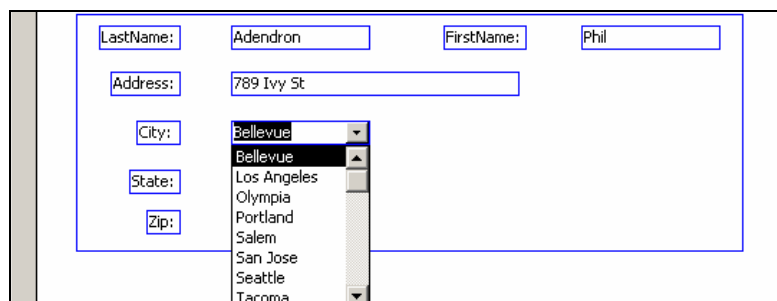 LastName: Adendron FirstName: Phil
Address: 789 Ivy St
City: Bellevue
Bellevue
State: Los Angeles
Olympia
Zip: Portland
Salem
San Jose
Seattle
Tacoma